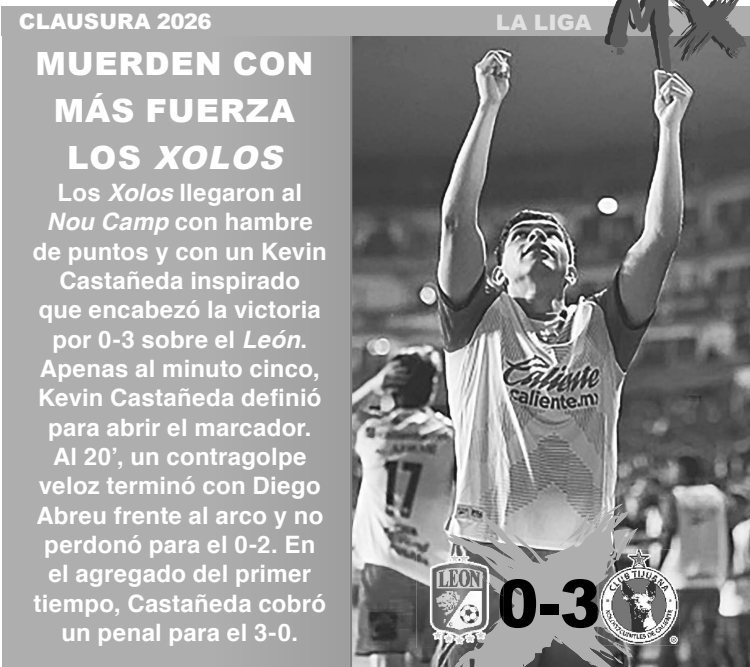 CLAUSURA 2026
LA LIGA
MX
MUERDEN CON
MÁS FUERZA
LOS XOLOS
Los Xolos llegaron al
Nou Camp con hambre
de puntos y con un Kevin
Castañeda inspirado
que encabezó la victoria
por 0-3 sobre el León.
Apenas al minuto cinco,
Kevin Castañeda definió
para abrir el marcador.
Al 20’, un contragolpe
veloz terminó con Diego
Abreu frente al arco y no
perdonó para el 0-2. En
el agregado del primer
tiempo, Castañeda cobró
un penal para el 3-0.
Caliente
caliente.mx
17
LEON
0-3
CLUB TIJUANA
XOLOITZCUINTLES DE CALIENTE
®